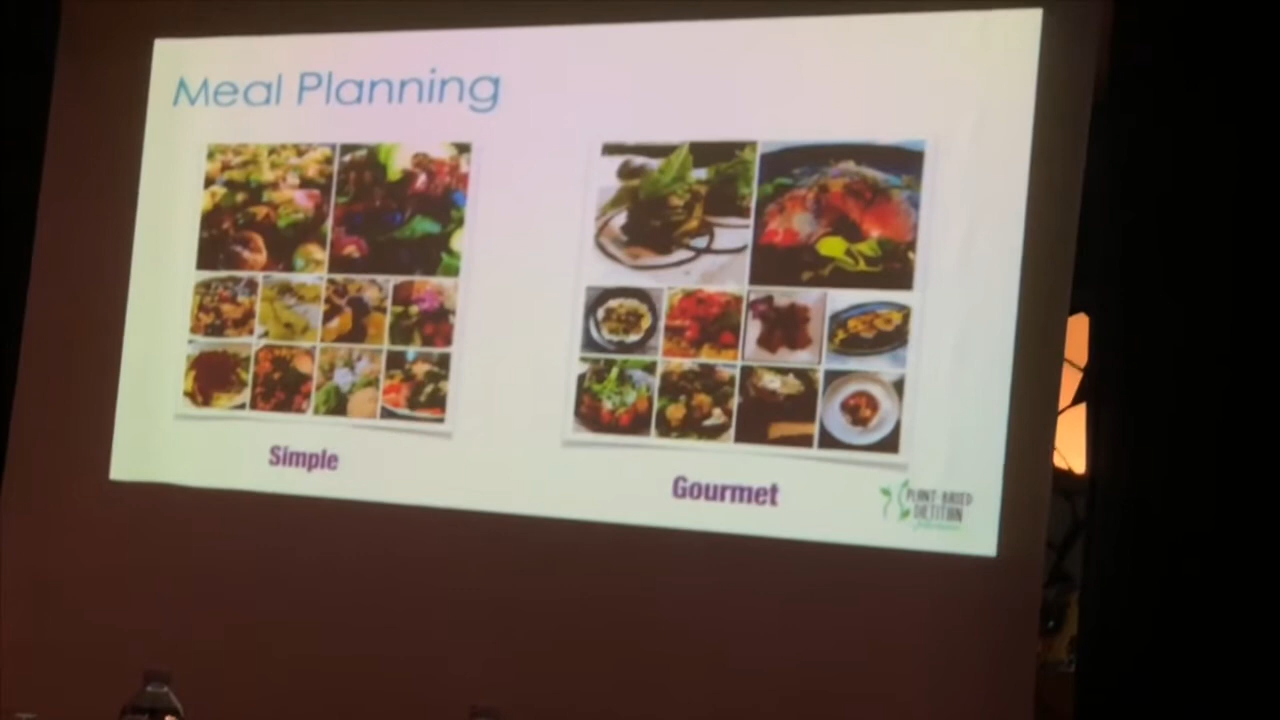 Meal Planning
Simple
Gourmet
PLANT-BASED
DIETITIAN